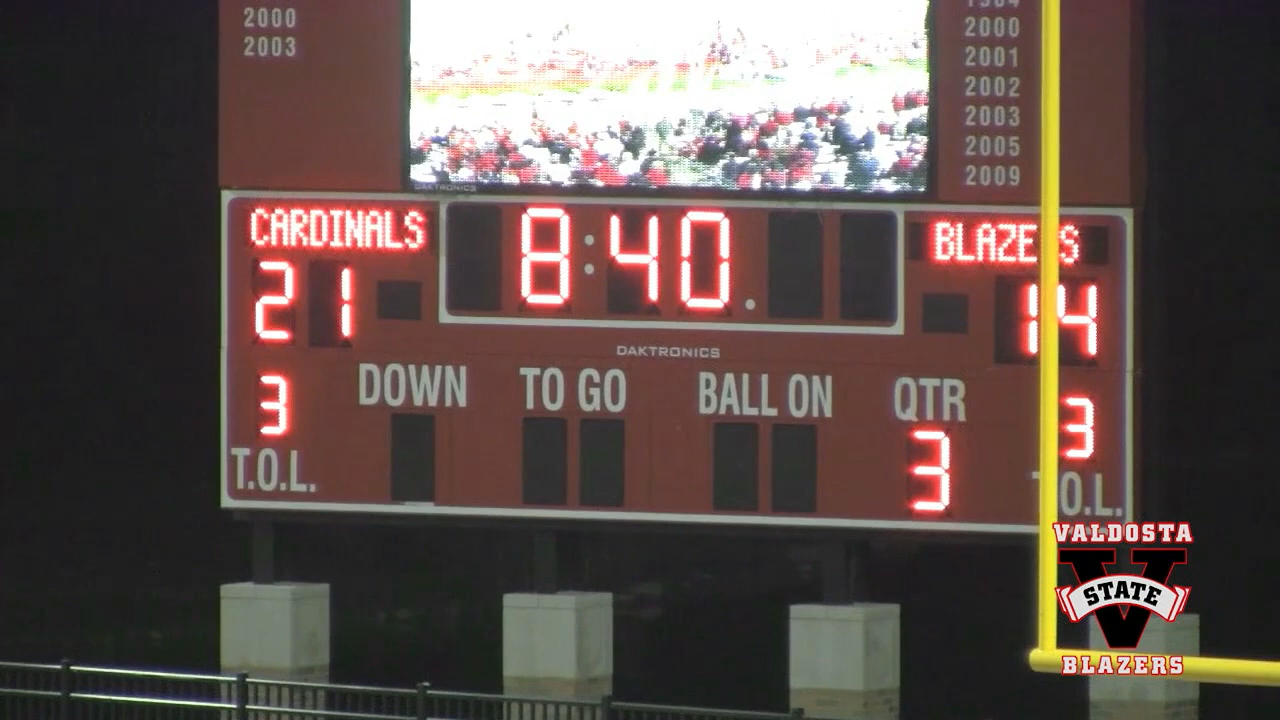 2000
2003
2000
2001
2002
2003
2005
2009
DAKTRONICS
CARDINALS
8:40.
BLAZERS
21
14
DAKTRONICS
DOWN
TO GO
BALL ON
QTR
3
3
3
T.O.L.
T.O.L.
VALDOSTA
V
STATE
BLAZERS